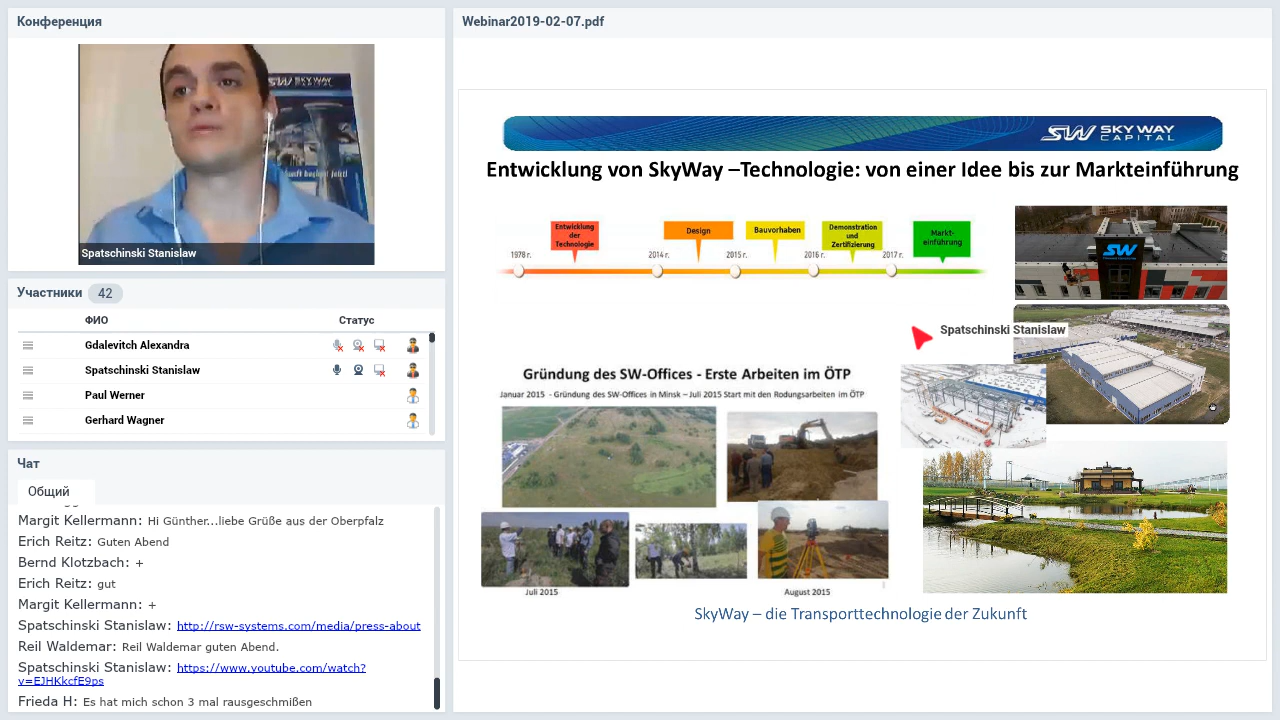 Конференция
SKY WAY
CAPITAL
Spatschinski Stanislaw
Участники 42
ФИО Статус
Gdalevitch Alexandra
Spatschinski Stanislaw
Paul Werner
Gerhard Wagner
Чат
Общий
Margit Kellermann: Hi Günther...liebe Grüße aus der Oberpfalz
Erich Reitz: Guten Abend
Bernd Klotzbach: +
Erich Reitz: gut
Margit Kellermann: +
Spatschinski Stanislaw: http://rsw-systems.com/media/press-about
Reil Waldemar: Reil Waldemar guten Abend.
Spatschinski Stanislaw: https://www.youtube.com/watch?
v=EJHKkcfE9ps
Frieda H: Es hat mich schon 3 mal rausgeschmißen
Webinar2019-02-07.pdf
SW SKY WAY
CAPITAL
Entwicklung von SkyWay –Technologie: von einer Idee bis zur Markteinführung
Entwicklung
der
Technologie
Design
Bauvorhaben
Demonstration
und
Zertifizierung
Markt-
einführung
1978 г. 2014 г. 2015 г. 2016 г. 2017 г.
SW
Spatschinski Stanislaw
Gründung des SW-Offices - Erste Arbeiten im ÖTP
Januar 2015 - Gründung des SW-Offices in Minsk – Juli 2015 Start mit den Rodungsarbeiten im ÖTP
Juli 2015 August 2015
SkyWay – die Transporttechnologie der Zukunft